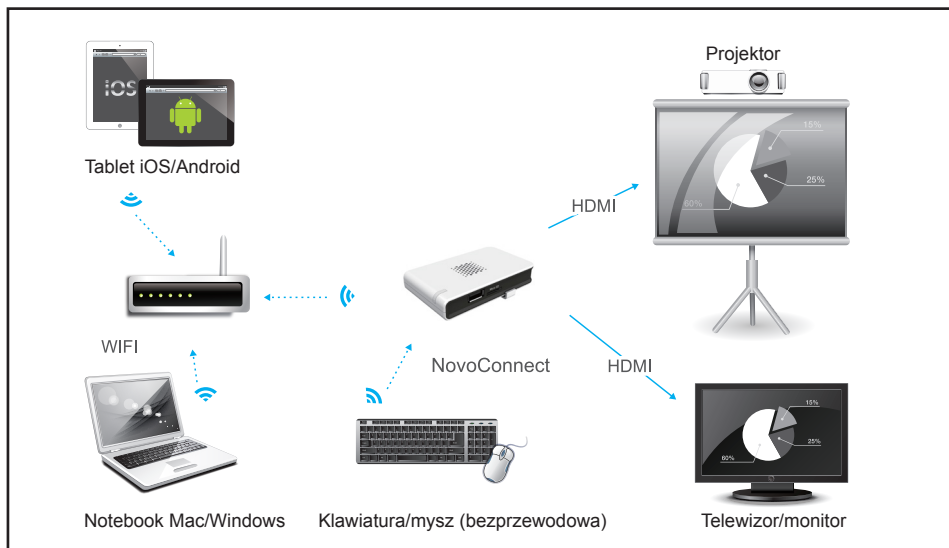 Projektor
iOS
15%
25%
60%
Tablet iOS/Android
HDMI
WIFI
NovoConnect
HDMI
15%
25%
60%
Notebook Mac/Windows
Klawiatura/mysz (bezprzewodowa)
Telewizor/monitor